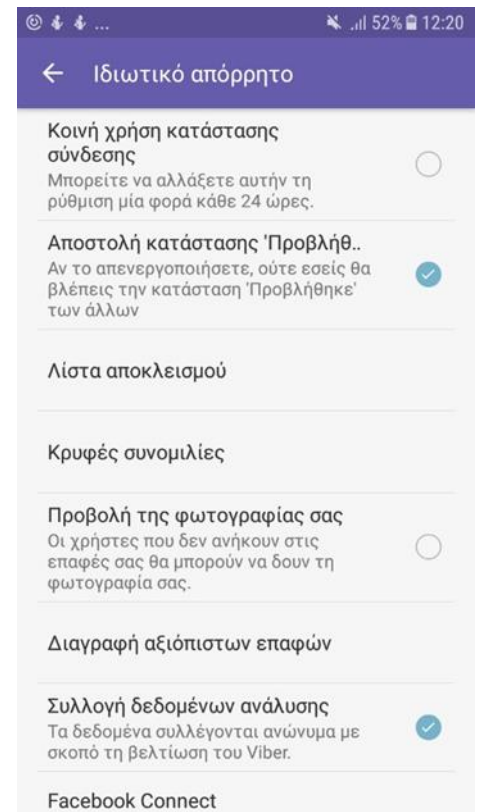 ... 52% 12:20
Ιδιωτικό απόρρητο
Κοινή χρήση κατάστασης
σύνδεσης
Μπορείτε να αλλάξετε αυτήν τη
ρύθμιση μία φορά κάθε 24 ώρες.
Αποστολή κατάστασης 'Προβλήθ..
Αν το απενεργοποιήσετε, ούτε εσείς θα
βλέπεις την κατάσταση 'Προβλήθηκε'
των άλλων
Λίστα αποκλεισμού
Κρυφές συνομιλίες
Προβολή της φωτογραφίας σας
Οι χρήστες που δεν ανήκουν στις
επαφές σας θα μπορούν να δουν τη
φωτογραφία σας.
Διαγραφή αξιόπιστων επαφών
Συλλογή δεδομένων ανάλυσης
Τα δεδομένα συλλέγονται ανώνυμα με
σκοπό τη βελτίωση του Viber.
Facebook Connect